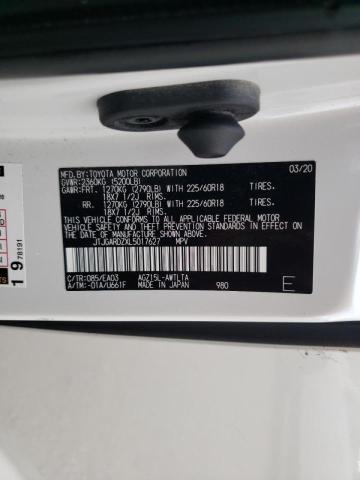 MFD.BY:TOYOTA MOTOR CORPORATION 03/20
GVWR:2360KG (5200LB)
GAWR:FRT. 1270KG (2790LB) WITH 225/60R18 TIRES.
18X7 1/2J RIMS.
RR. 1270KG (2790LB) WITH 225/60R18 TIRES.
18X7 1/2J RIMS.
THIS VEHICLE CONFORMS TO ALL APPLICABLE FEDERAL MOTOR
VEHICLE SAFETY STANDARDS IN EFFECT ON THE
DATE OF MANUFACTURE SHOWN ABOVE.
JTJGARDZXL5017627 MPV
C/TR:085/EA03 AGZ15L-AWTLTA
A/TM:-01A/U661F MADE IN JAPAN 980 E
19 78191